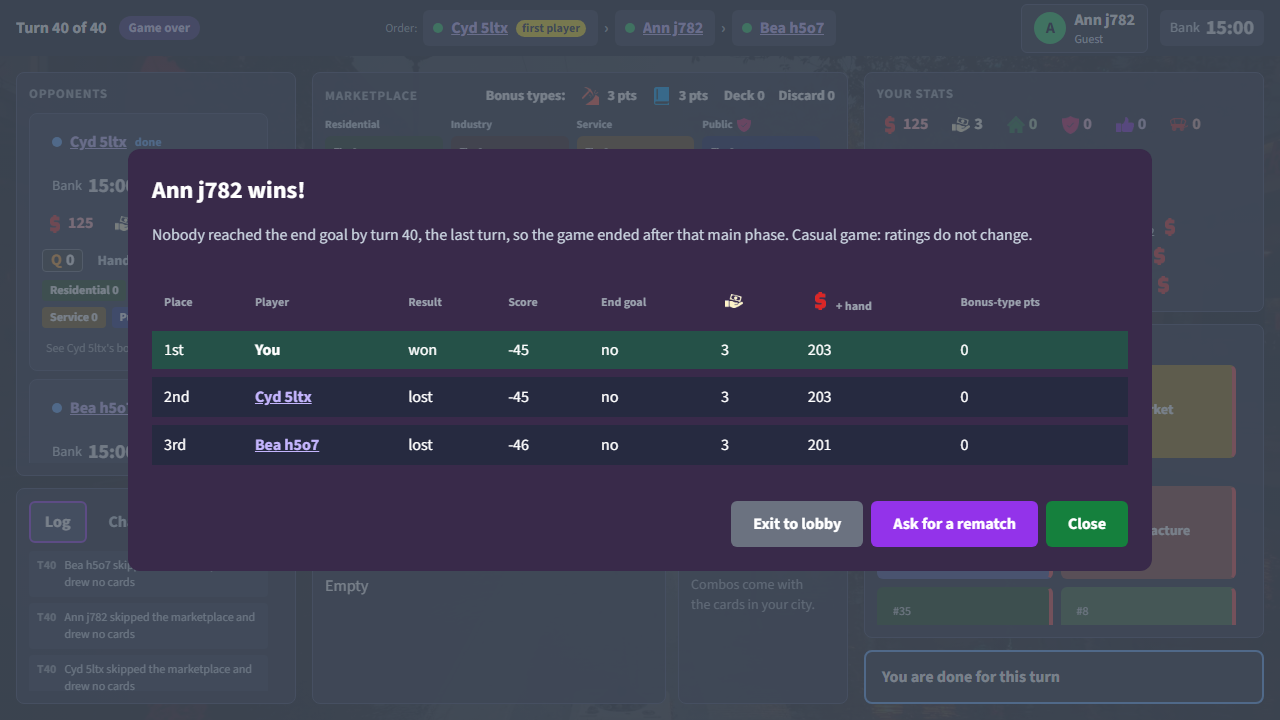 Turn 40 of 40 Game over Order: Cyd 5ltx first player › Ann j782 › Bea h5o7 A Ann j782 Guest Bank 15:00
OPPONENTS
Cyd 5ltx done
Bank 15:00
125
Q 0 Hand
Residential 0
Service 0
See Cyd 5ltx's
Bea h5o7
Bank 15:00
MARKETPLACE Bonus types: 3 pts 3 pts Deck 0 Discard 0
Residential Industry Service Public
YOUR STATS
125 3 0 0 0 0
Ann j782 wins!
Nobody reached the end goal by turn 40, the last turn, so the game ended after that main phase. Casual game: ratings do not change.
Place Player Result Score End goal + hand Bonus-type pts
1st You won -45 no 3 203 0
2nd Cyd 5ltx lost -45 no 3 203 0
3rd Bea h5o7 lost -46 no 3 201 0
Exit to lobby Ask for a rematch Close
Log
T40 Bea h5o7
drew no cards
T40 Ann j782 skipped the marketplace and
drew no cards
T40 Cyd 5ltx skipped the marketplace and
drew no cards
Empty
Combos come with
the cards in your city.
#35 #8
You are done for this turn